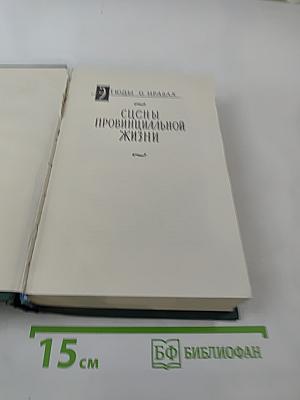 ЭТЮДЫ О НРАВАХ
СЦЕНЫ
ПРОВИНЦИАЛЬНОЙ
ЖИЗНИ
15 см
БФ БИБЛИОФАН